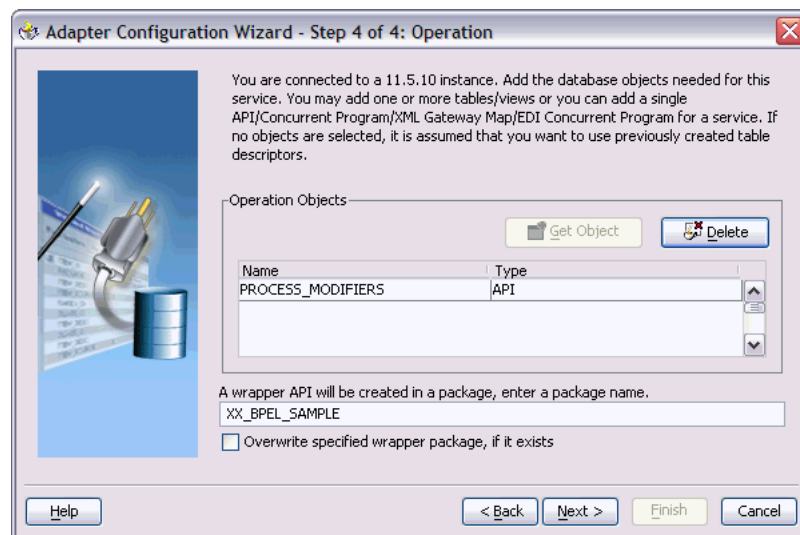 Adapter Configuration Wizard - Step 4 of 4: Operation
You are connected to a 11.5.10 instance. Add the database objects needed for this
service. You may add one or more tables/views or you can add a single
API/Concurrent Program/XML Gateway Map/EDI Concurrent Program for a service. If
no objects are selected, it is assumed that you want to use previously created table
descriptors.
Operation Objects
Get Object
Delete
Name Type
PROCESS_MODIFIERS API
A wrapper API will be created in a package, enter a package name.
XX_BPEL_SAMPLE
Overwrite specified wrapper package, if it exists
Help
< Back
Next >
Finish
Cancel